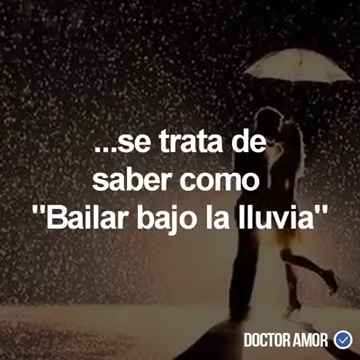 ...se trata de
saber como
"Bailar bajo la lluvia"
DOCTOR AMOR